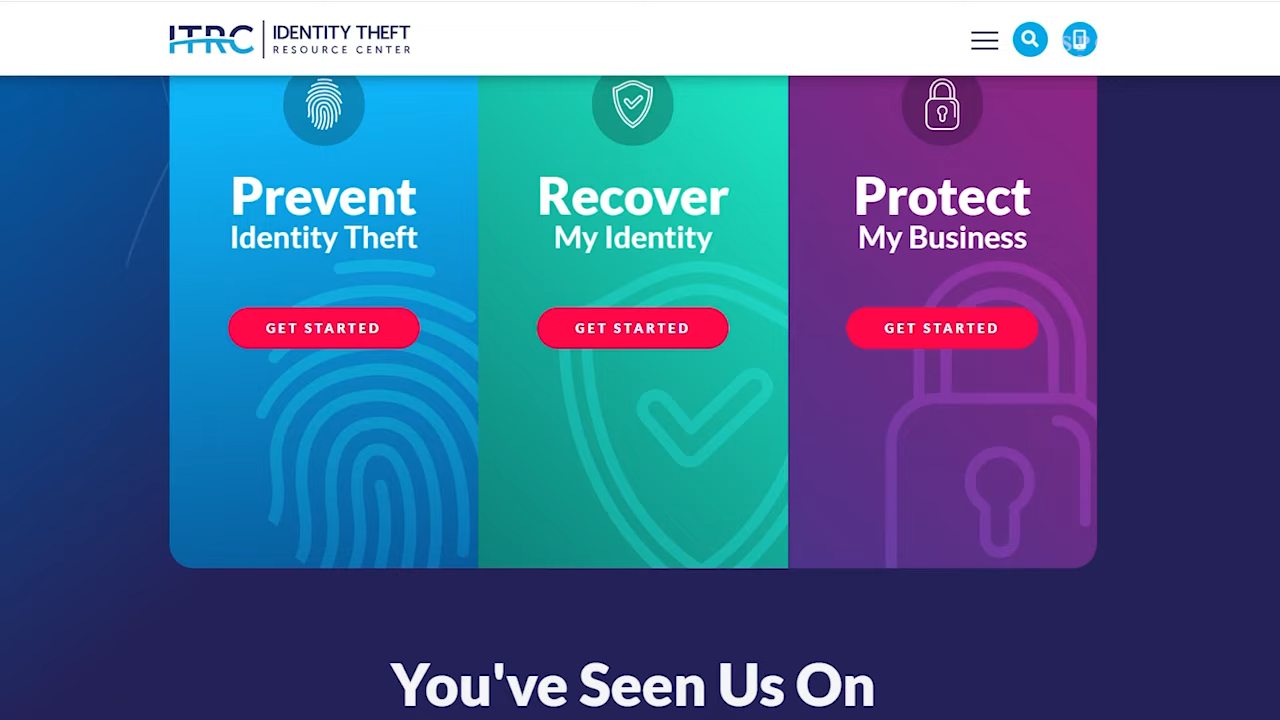 ITRC
IDENTITY THEFT
RESOURCE CENTER
Prevent
Identity Theft
GET STARTED
Recover
My Identity
GET STARTED
Protect
My Business
GET STARTED
You've Seen Us On